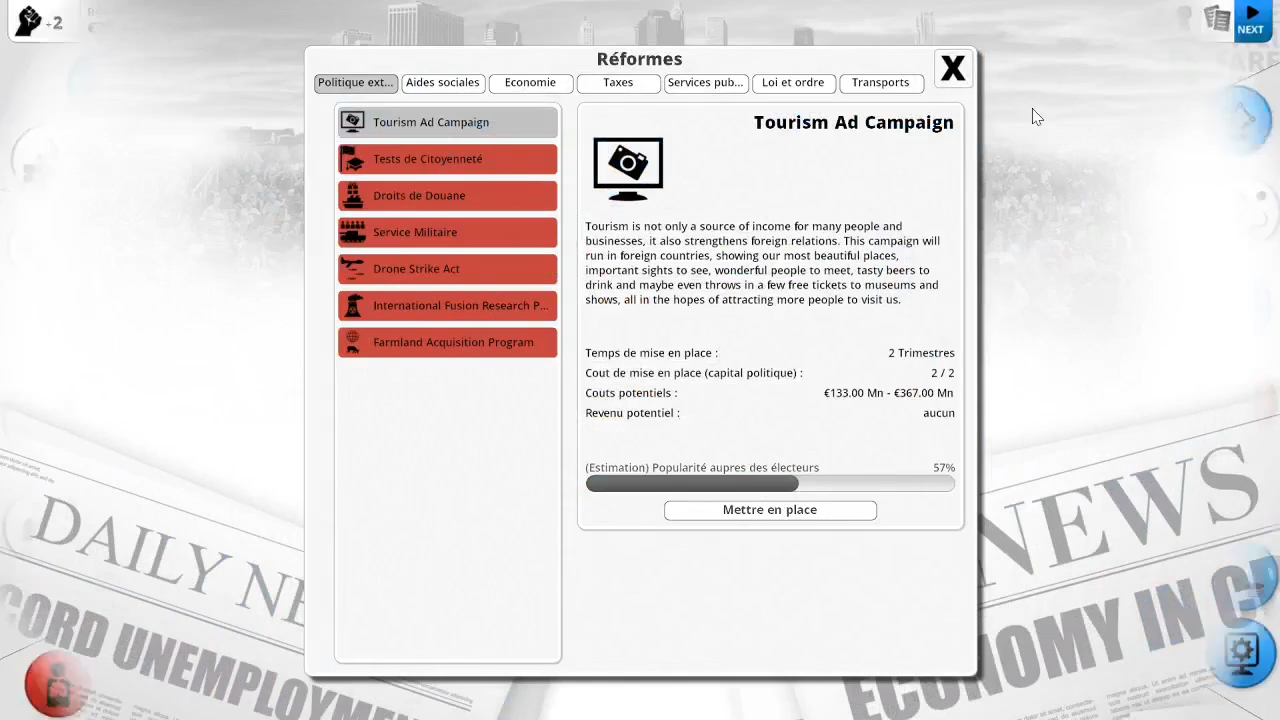 +2
NEXT
Réformes
X
Politique ext...
Aides sociales
Economie
Taxes
Services pub...
Loi et ordre
Transports
Tourism Ad Campaign
Tests de Citoyenneté
Droits de Douane
Service Militaire
Drone Strike Act
International Fusion Research P...
Farmland Acquisition Program
Tourism Ad Campaign
Tourism is not only a source of income for many people and
businesses, it also strengthens foreign relations. This campaign will
run in foreign countries, showing our most beautiful places,
important sights to see, wonderful people to meet, tasty beers to
drink and maybe even throws in a few free tickets to museums and
shows, all in the hopes of attracting more people to visit us.
Temps de mise en place : 2 Trimestres
Cout de mise en place (capital politique) : 2 / 2
Couts potentiels : €133.00 Mn - €367.00 Mn
Revenu potentiel : aucun
(Estimation) Popularité aupres des électeurs 57%
Mettre en place
DAILY NE
NEWS
CORD UNEMPLOYM
ECONOMY IN C